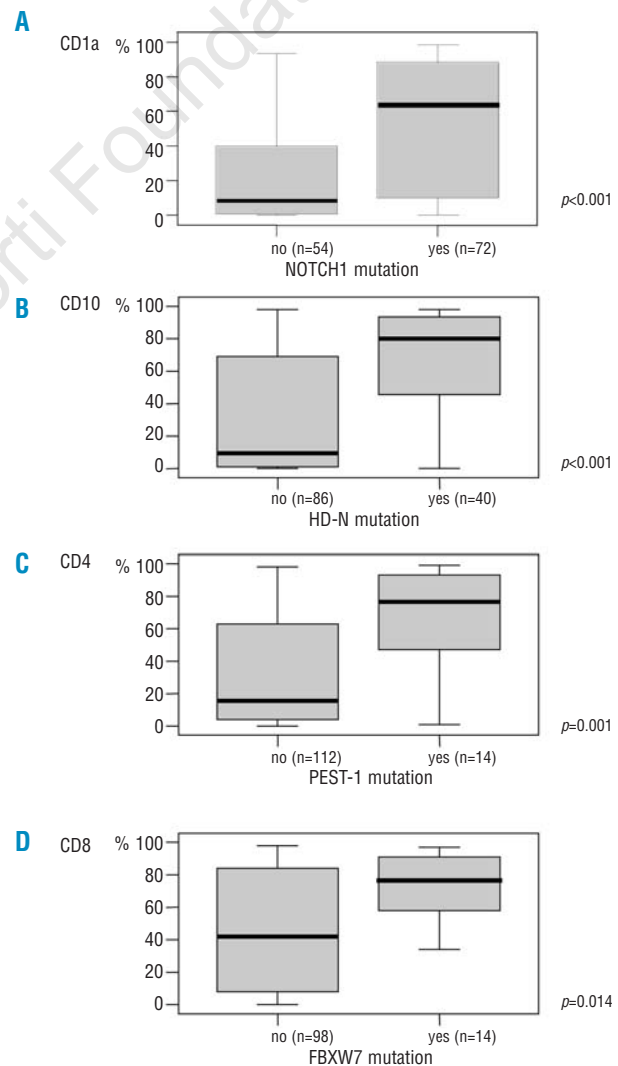 A
CD1a
% 100
80
60
40
20
0
p<0.001
no (n=54) yes (n=72)
NOTCH1 mutation
B
CD10
% 100
80
60
40
20
0
p<0.001
no (n=86) yes (n=40)
HD-N mutation
C
CD4
% 100
80
60
40
20
0
p=0.001
no (n=112) yes (n=14)
PEST-1 mutation
D
CD8
% 100
80
60
40
20
0
p=0.014
no (n=98) yes (n=14)
FBXW7 mutation